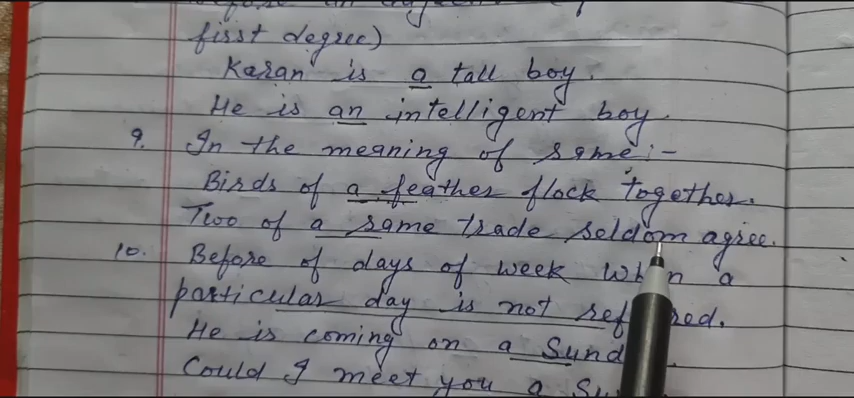 first degree)
Karan is a tall boy.
He is an intelligent boy.
9. In the meaning of same :-
Birds of a feather flock together.
Two of a same trade seldom agree.
10. Before of days of week a
particular day is not
He is coming on a
Could I meet you a